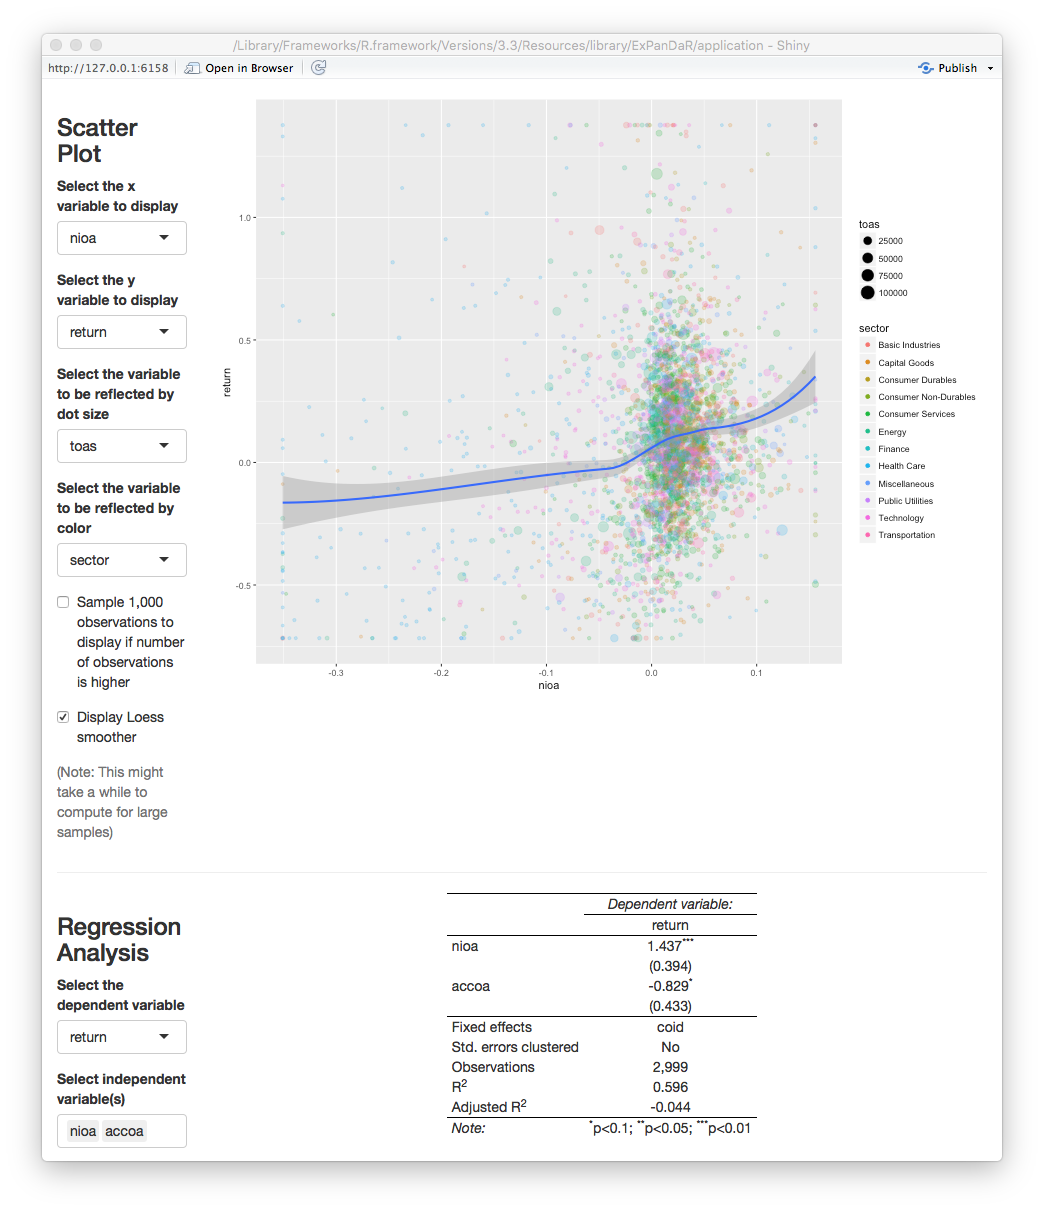 /Library/Frameworks/R.framework/Versions/3.3/Resources/library/ExPanDaR/application - Shiny
http://127.0.0.1:6158 Open in Browser Publish
Scatter
Plot
Select the x
variable to display
nioa
Select the y
variable to display
return
Select the variable
to be reflected by
dot size
toas
Select the variable
to be reflected by
color
sector
Sample 1,000
observations to
display if number
of observations
is higher
Display Loess
smoother
(Note: This might
take a while to
compute for large
samples)
return
1.0
0.5
0.0
-0.5
-0.3 -0.2 -0.1 0.0 0.1
nioa
toas
25000
50000
75000
100000
sector
Basic Industries
Capital Goods
Consumer Durables
Consumer Non-Durables
Consumer Services
Energy
Finance
Health Care
Miscellaneous
Public Utilities
Technology
Transportation
Regression
Analysis
Select the
dependent variable
return
Select independent
variable(s)
nioa accoa
Dependent variable:
return
nioa 1.437***
(0.394)
accoa -0.829*
(0.433)
Fixed effects coid
Std. errors clustered No
Observations 2,999
R2 0.596
Adjusted R2 -0.044
Note: *p<0.1; **p<0.05; ***p<0.01